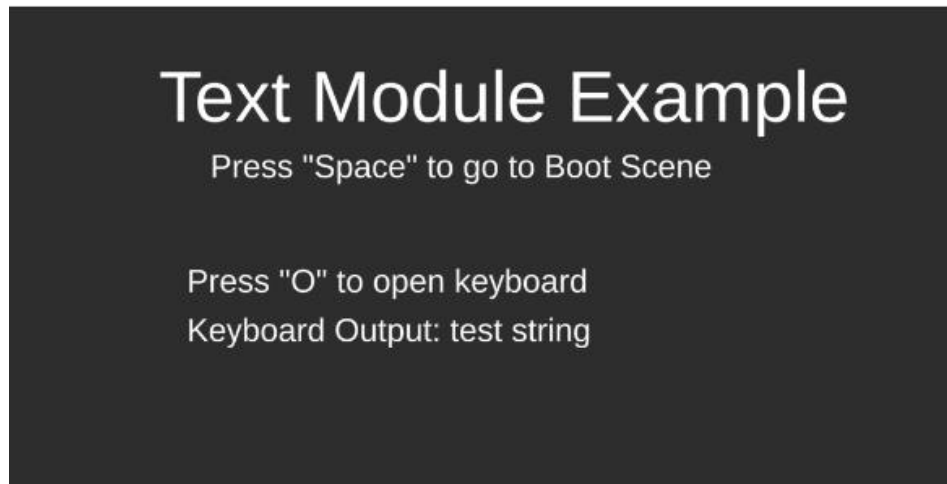 Text Module Example
Press "Space" to go to Boot Scene
Press "O" to open keyboard
Keyboard Output: test string